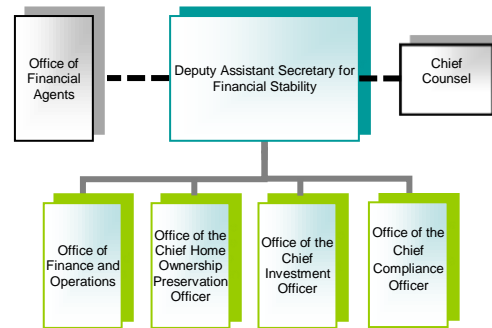 Office of
Financial
Agents
Deputy Assistant Secretary for
Financial Stability
Chief
Counsel
Office of
Finance and
Operations
Office of the
Chief Home
Ownership
Preservation
Officer
Office of the
Chief
Investment
Officer
Office of the
Chief
Compliance
Officer